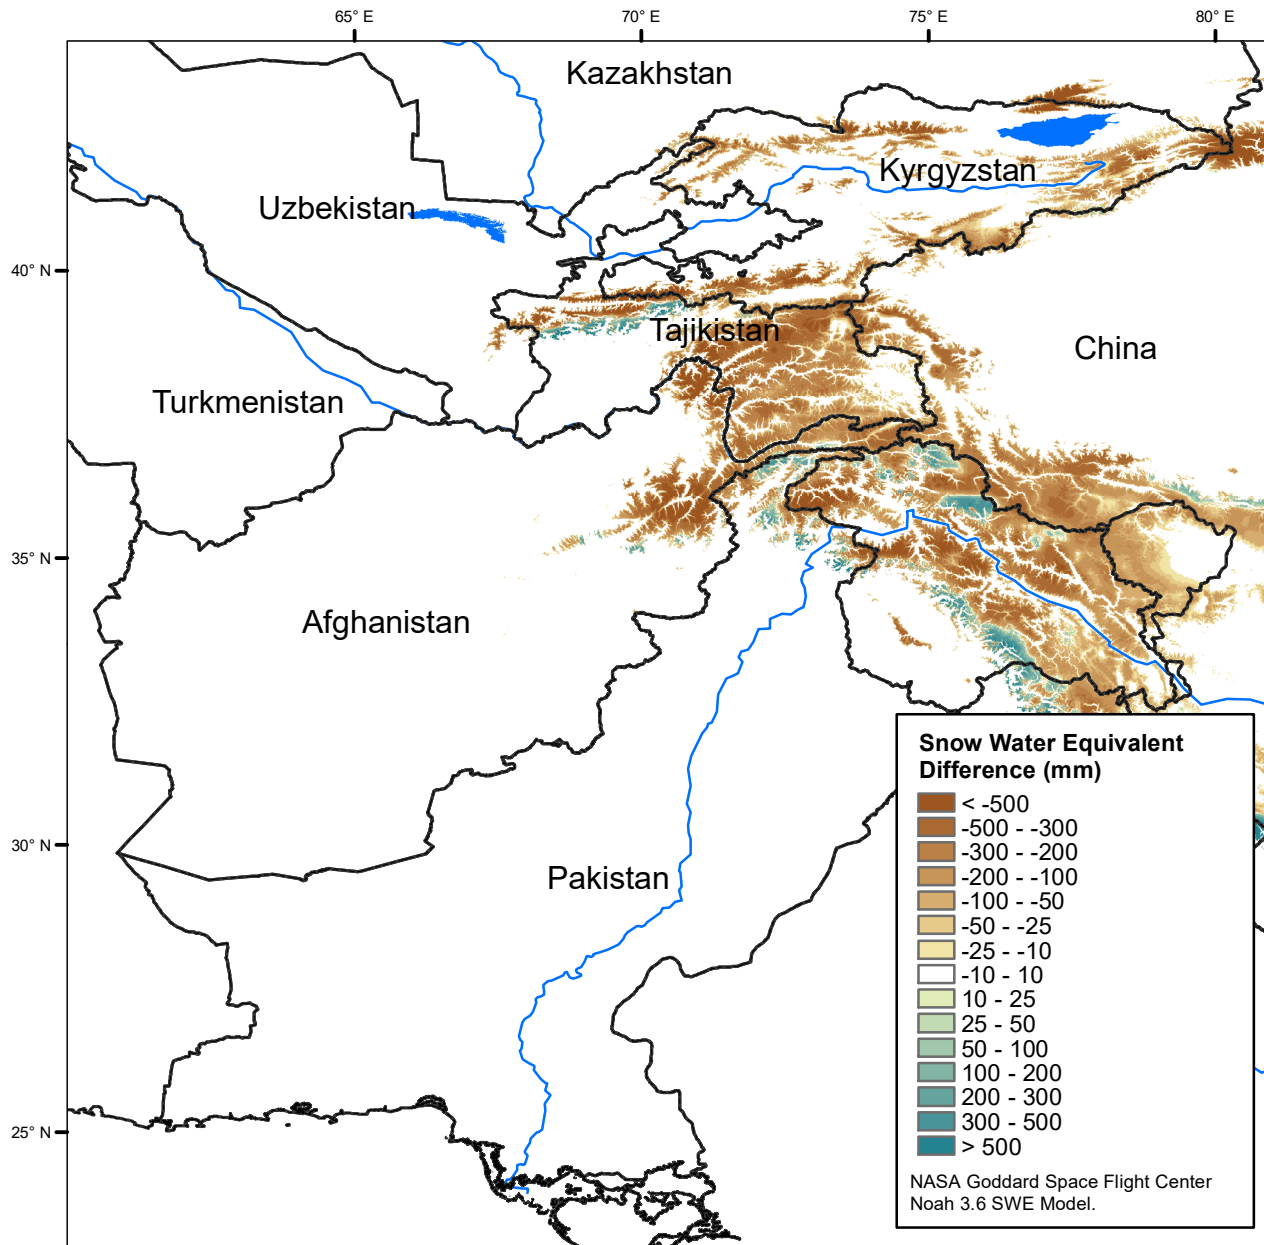 65° E
70° E
75° E
80° E
Kazakhstan
Kyrgyzstan
Uzbekistan
40° N
Tajikistan
China
Turkmenistan
35° N
Afghanistan
Snow Water Equivalent
Difference (mm)
< -500
-500 - -300
-300 - -200
-200 - -100
-100 - -50
-50 - -25
-25 - -10
-10 - 10
10 - 25
25 - 50
50 - 100
100 - 200
200 - 300
300 - 500
> 500
NASA Goddard Space Flight Center
Noah 3.6 SWE Model.
30° N
Pakistan
25° N